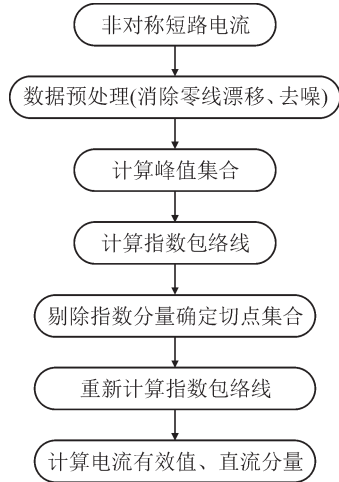 非对称短路电流
数据预处理(消除零线漂移、去噪)
计算峰值集合
计算指数包络线
剔除指数分量确定切点集合
重新计算指数包络线
计算电流有效值、直流分量